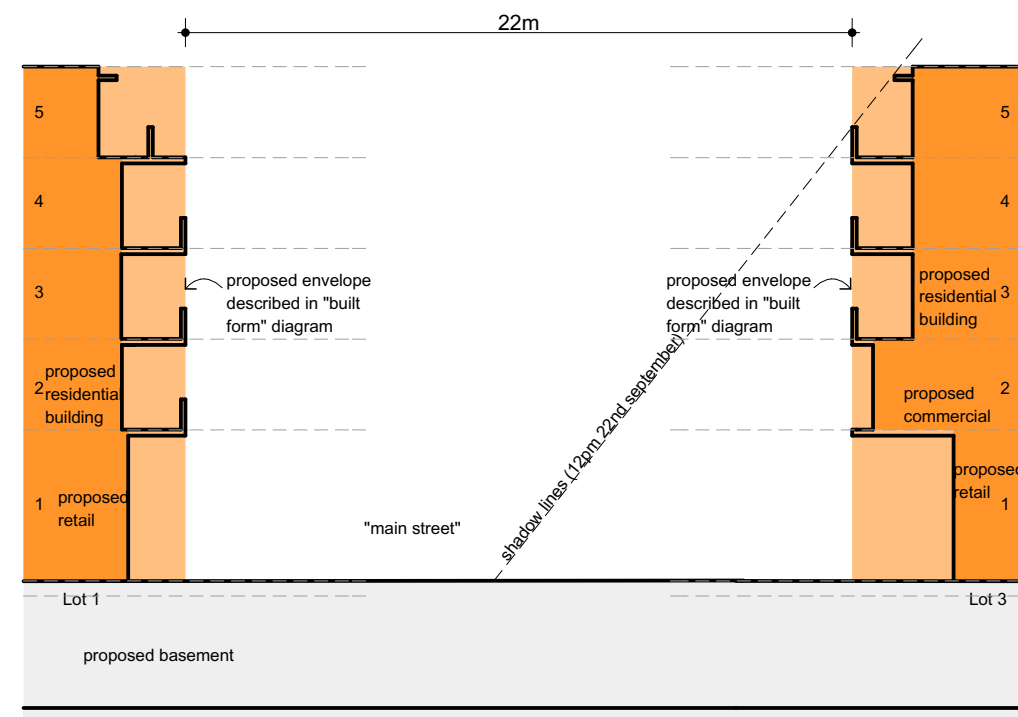 22m
5
5
4
4
proposed envelope
described in "built
form" diagram
3
proposed envelope
described in "built
form" diagram
proposed
residential
building
3
shadow lines (12pm 22nd september)
proposed
residential
building
2
proposed
commercial
2
proposed
retail
1
"main street"
proposed
retail
1
Lot 1
Lot 3
proposed basement